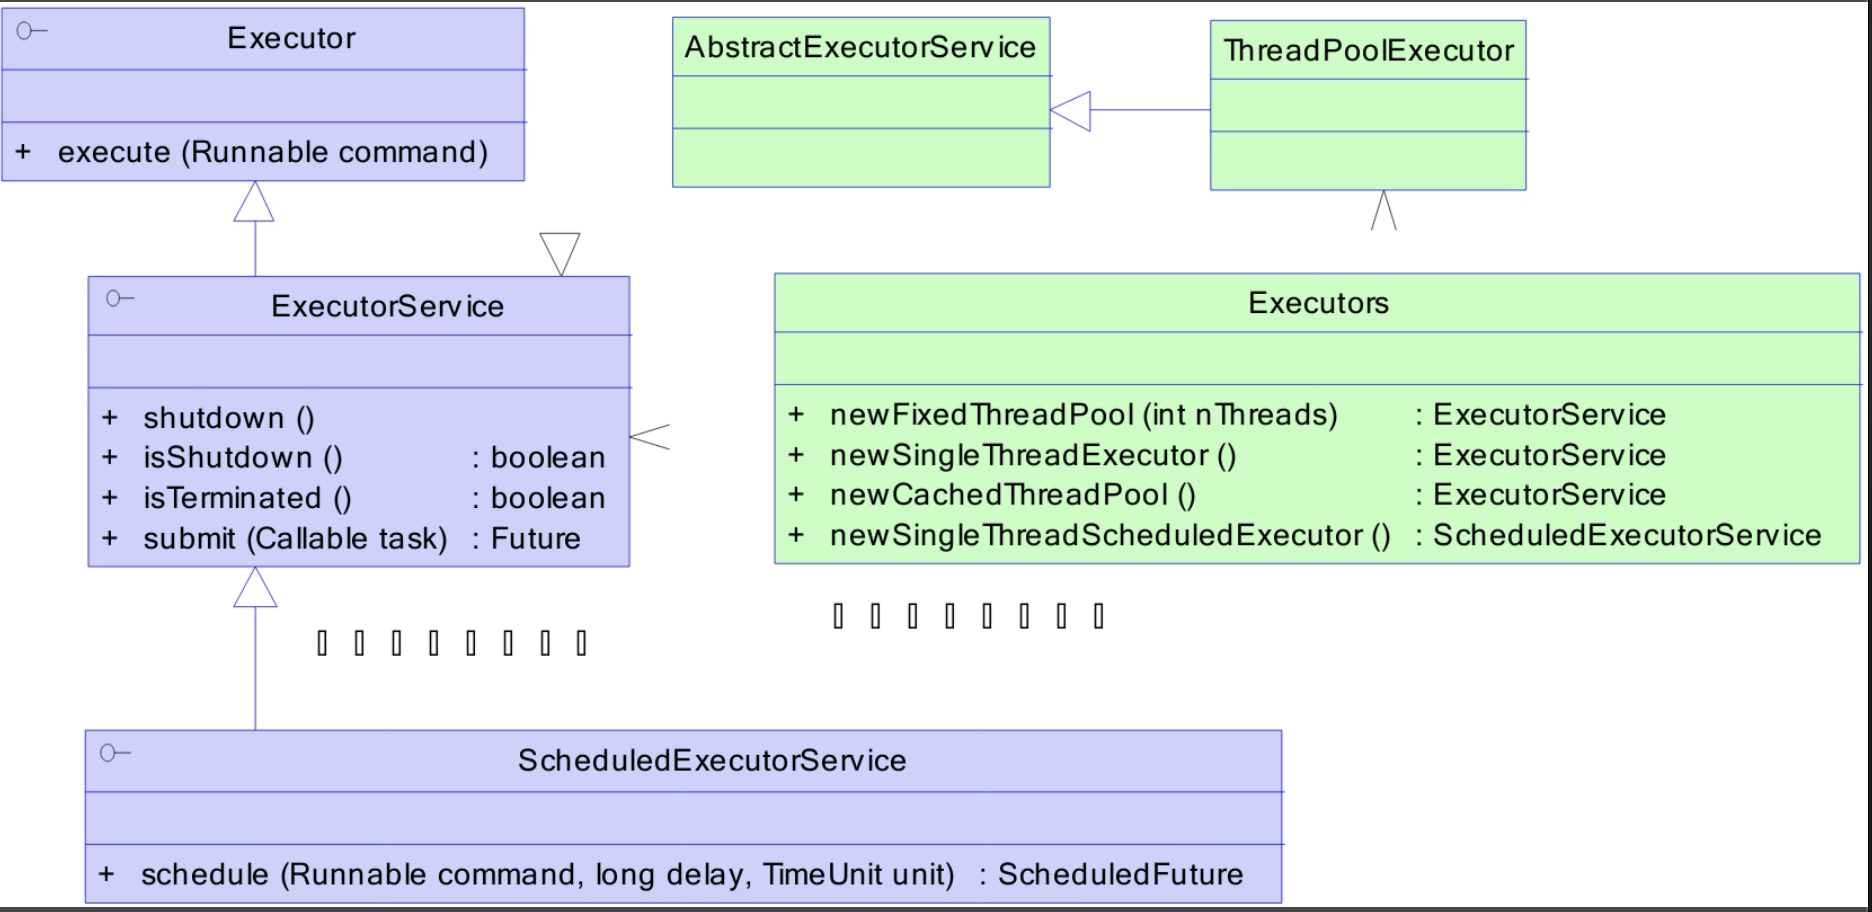 Executor
+ execute (Runnable command)
AbstractExecutorService
ThreadPoolExecutor
ExecutorService
+ shutdown ()
+ isShutdown () : boolean
+ isTerminated () : boolean
+ submit (Callable task) : Future
Executors
+ newFixedThreadPool (int nThreads) : ExecutorService
+ newSingleThreadExecutor () : ExecutorService
+ newCachedThreadPool () : ExecutorService
+ newSingleThreadScheduledExecutor () : ScheduledExecutorService
ScheduledExecutorService
+ schedule (Runnable command, long delay, TimeUnit unit) : ScheduledFuture